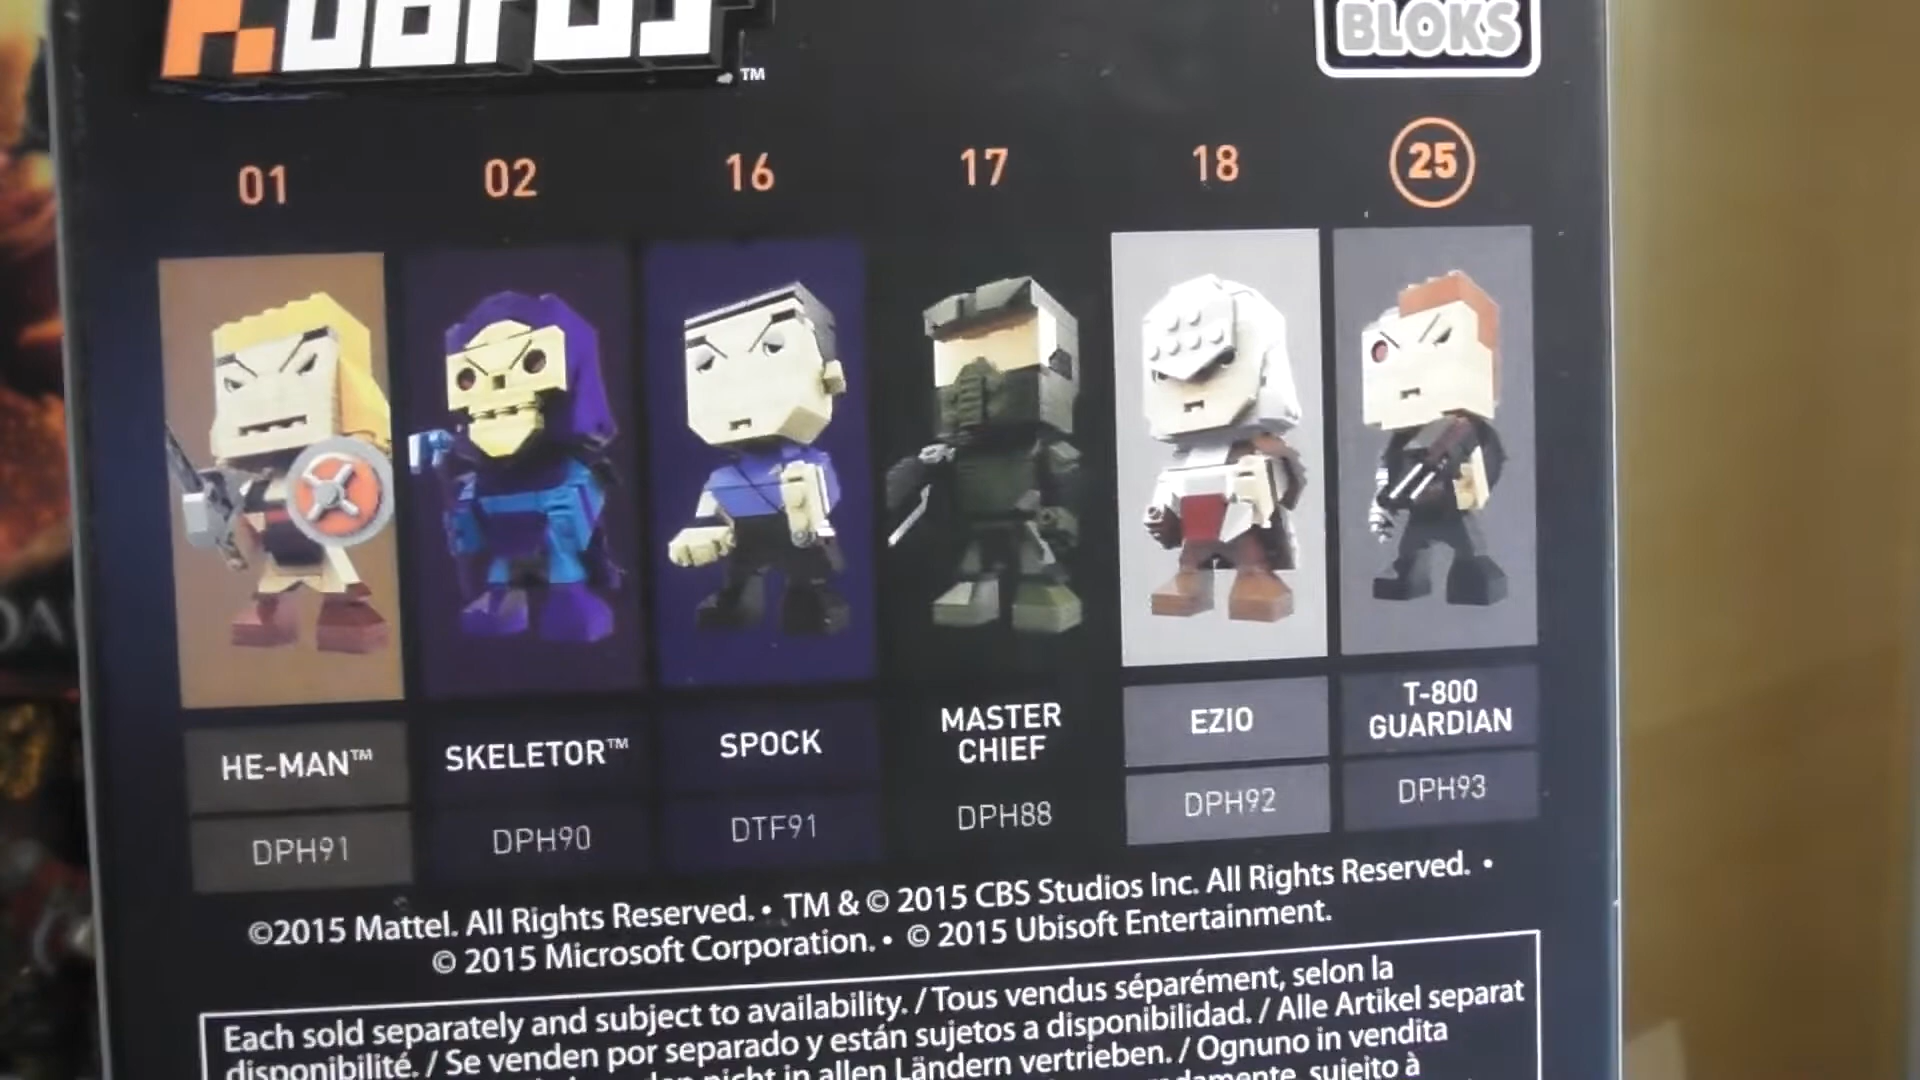 Kubros
TM
BLOKS
01 02 16 17 18 25
HE-MAN™ SKELETOR™ SPOCK MASTER CHIEF EZIO T-800 GUARDIAN
DPH91 DPH90 DTF91 DPH88 DPH92 DPH93
©2015 Mattel. All Rights Reserved. • TM & © 2015 CBS Studios Inc. All Rights Reserved. •
© 2015 Microsoft Corporation. • © 2015 Ubisoft Entertainment.
Each sold separately and subject to availability. / Tous vendus séparément, selon la
disponibilité. / Se venden por separado y están sujetos a disponibilidad. / Alle Artikel separat
nicht in allen Ländern vertrieben. / Ognuno in vendita
sujeito à